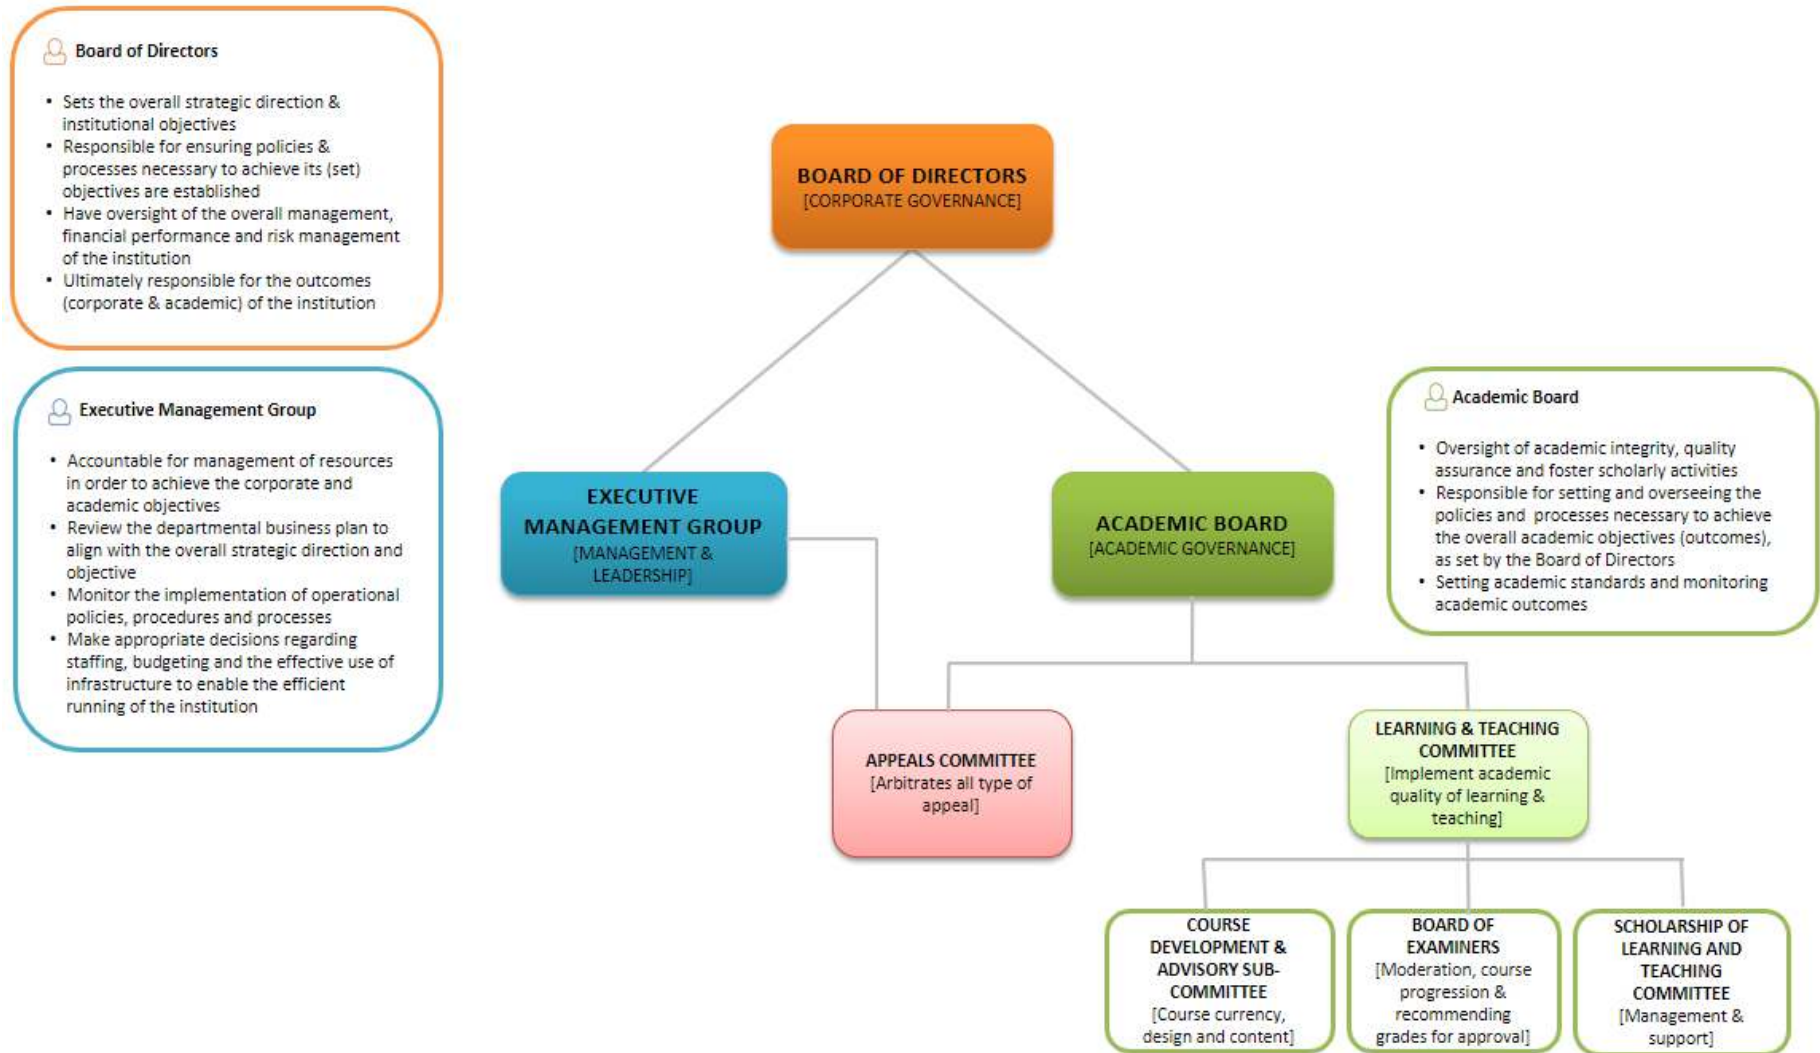 Board of Directors
• Sets the overall strategic direction &
institutional objectives
• Responsible for ensuring policies &
processes necessary to achieve its (set)
objectives are established
• Have oversight of the overall management,
financial performance and risk management
of the institution
• Ultimately responsible for the outcomes
(corporate & academic) of the institution
BOARD OF DIRECTORS
[CORPORATE GOVERNANCE]
Executive Management Group
• Accountable for management of resources
in order to achieve the corporate and
academic objectives
• Review the departmental business plan to
align with the overall strategic direction and
objective
• Monitor the implementation of operational
policies, procedures and processes
• Make appropriate decisions regarding
staffing, budgeting and the effective use of
infrastructure to enable the efficient
running of the institution
EXECUTIVE
MANAGEMENT GROUP
[MANAGEMENT &
LEADERSHIP]
ACADEMIC BOARD
[ACADEMIC GOVERNANCE]
Academic Board
• Oversight of academic integrity, quality
assurance and foster scholarly activities
• Responsible for setting and overseeing the
policies and processes necessary to achieve
the overall academic objectives (outcomes),
as set by the Board of Directors
• Setting academic standards and monitoring
academic outcomes
APPEALS COMMITTEE
[Arbitrates all type of
appeal]
LEARNING & TEACHING
COMMITTEE
[Implement academic
quality of learning &
teaching]
COURSE
DEVELOPMENT &
ADVISORY SUB-
COMMITTEE
[Course currency,
design and content]
BOARD OF
EXAMINERS
[Moderation, course
progression &
recommending
grades for approval]
SCHOLARSHIP OF
LEARNING AND
TEACHING
COMMITTEE
[Management &
support]